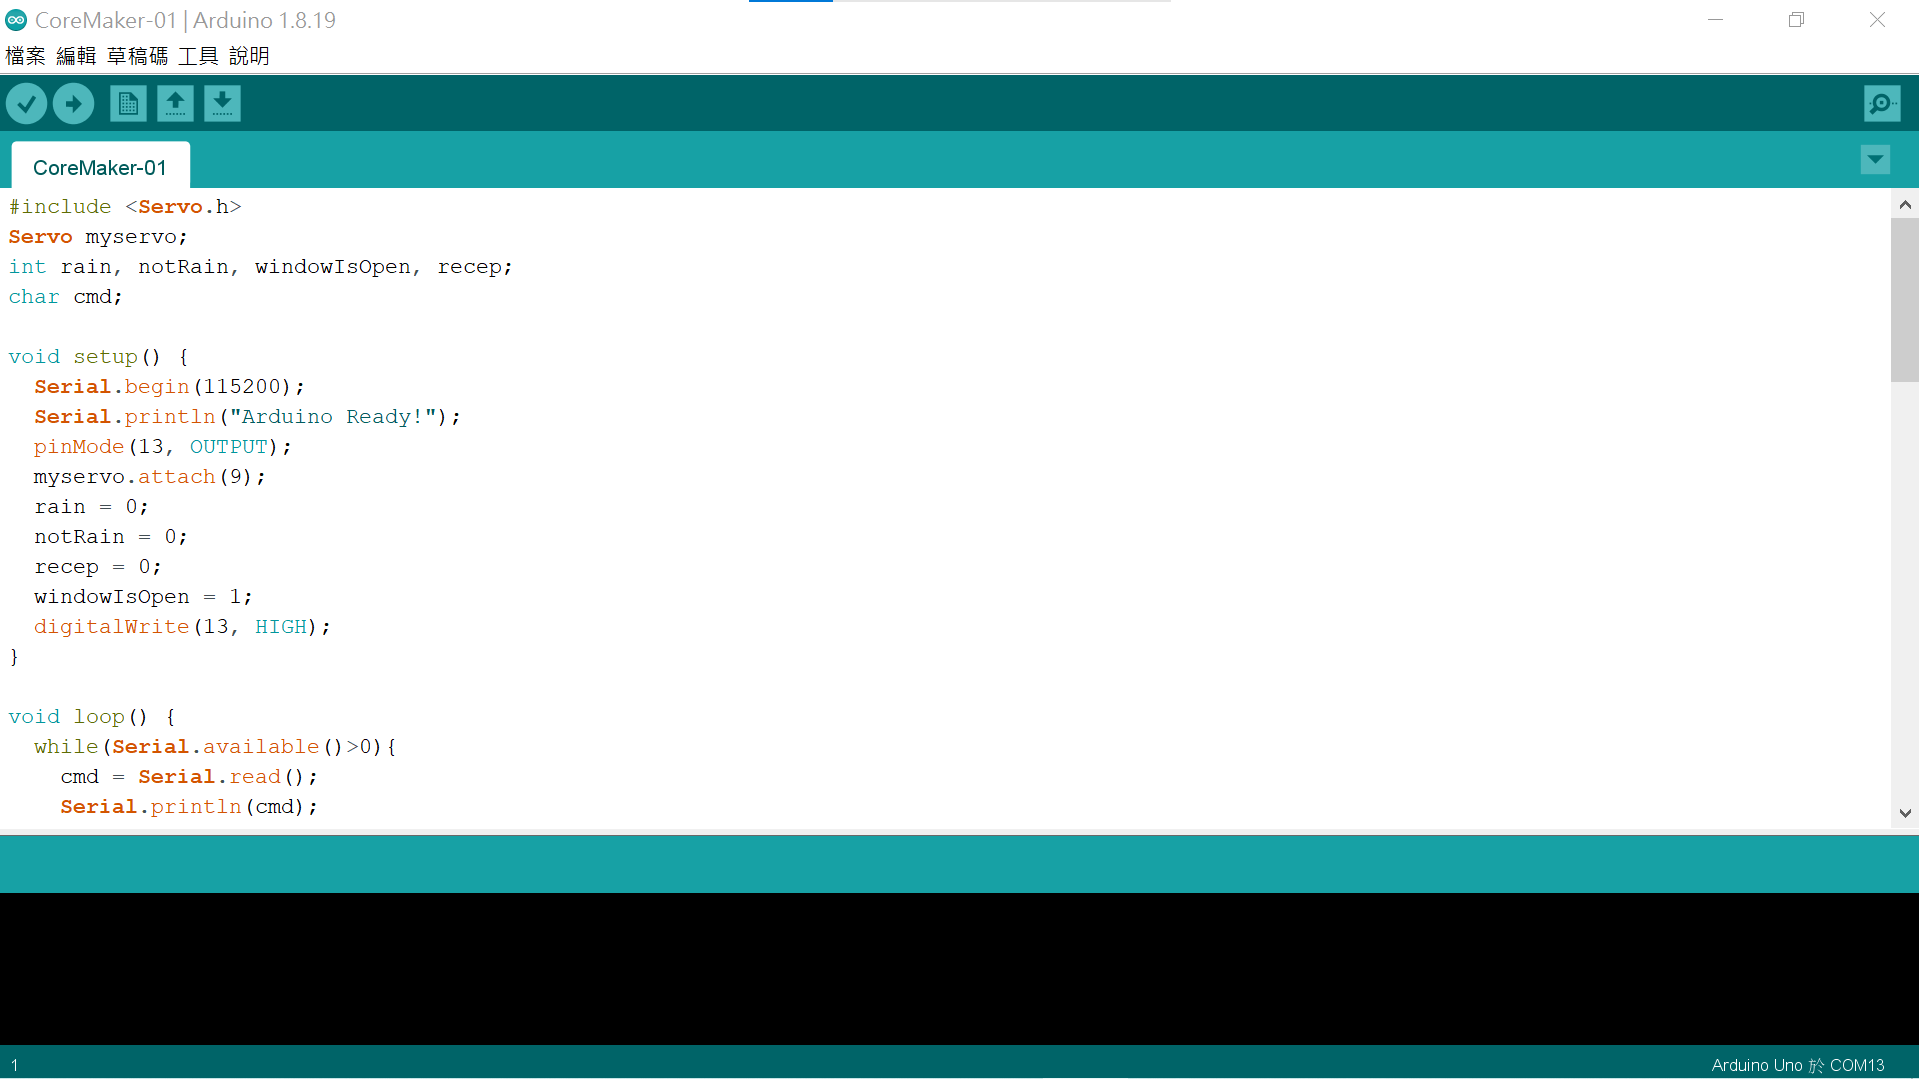 CoreMaker-01 | Arduino 1.8.19
檔案 編輯 草稿碼 工具 說明
CoreMaker-01
#include <Servo.h>
Servo myservo;
int rain, notRain, windowIsOpen, recep;
char cmd;
void setup() {
  Serial.begin(115200);
  Serial.println("Arduino Ready!");
  pinMode(13, OUTPUT);
  myservo.attach(9);
  rain = 0;
  notRain = 0;
  recep = 0;
  windowIsOpen = 1;
  digitalWrite(13, HIGH);
}
void loop() {
  while(Serial.available()>0){
    cmd = Serial.read();
    Serial.println(cmd);
1
Arduino Uno 於 COM13